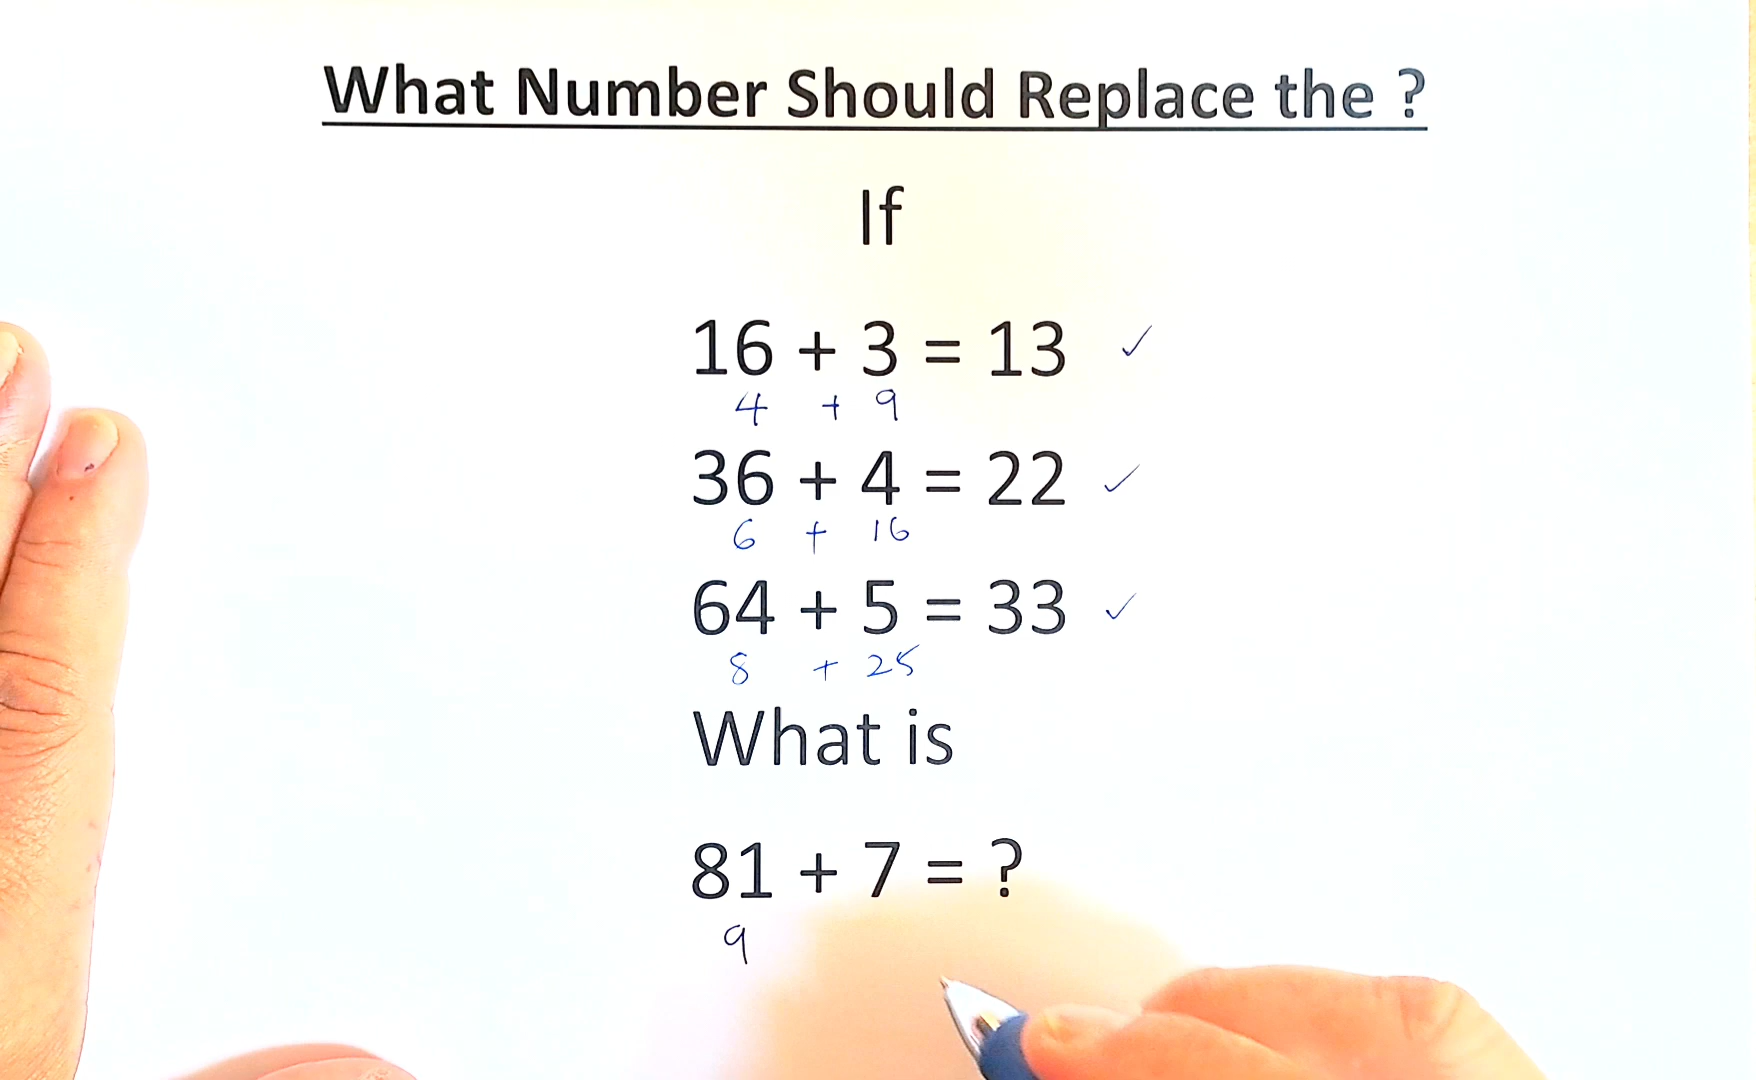 What Number Should Replace the ?
If
16 + 3 = 13 ✓
4 + 9
36 + 4 = 22 ✓
6 + 16
64 + 5 = 33 ✓
8 + 25
What is
81 + 7 = ?
9